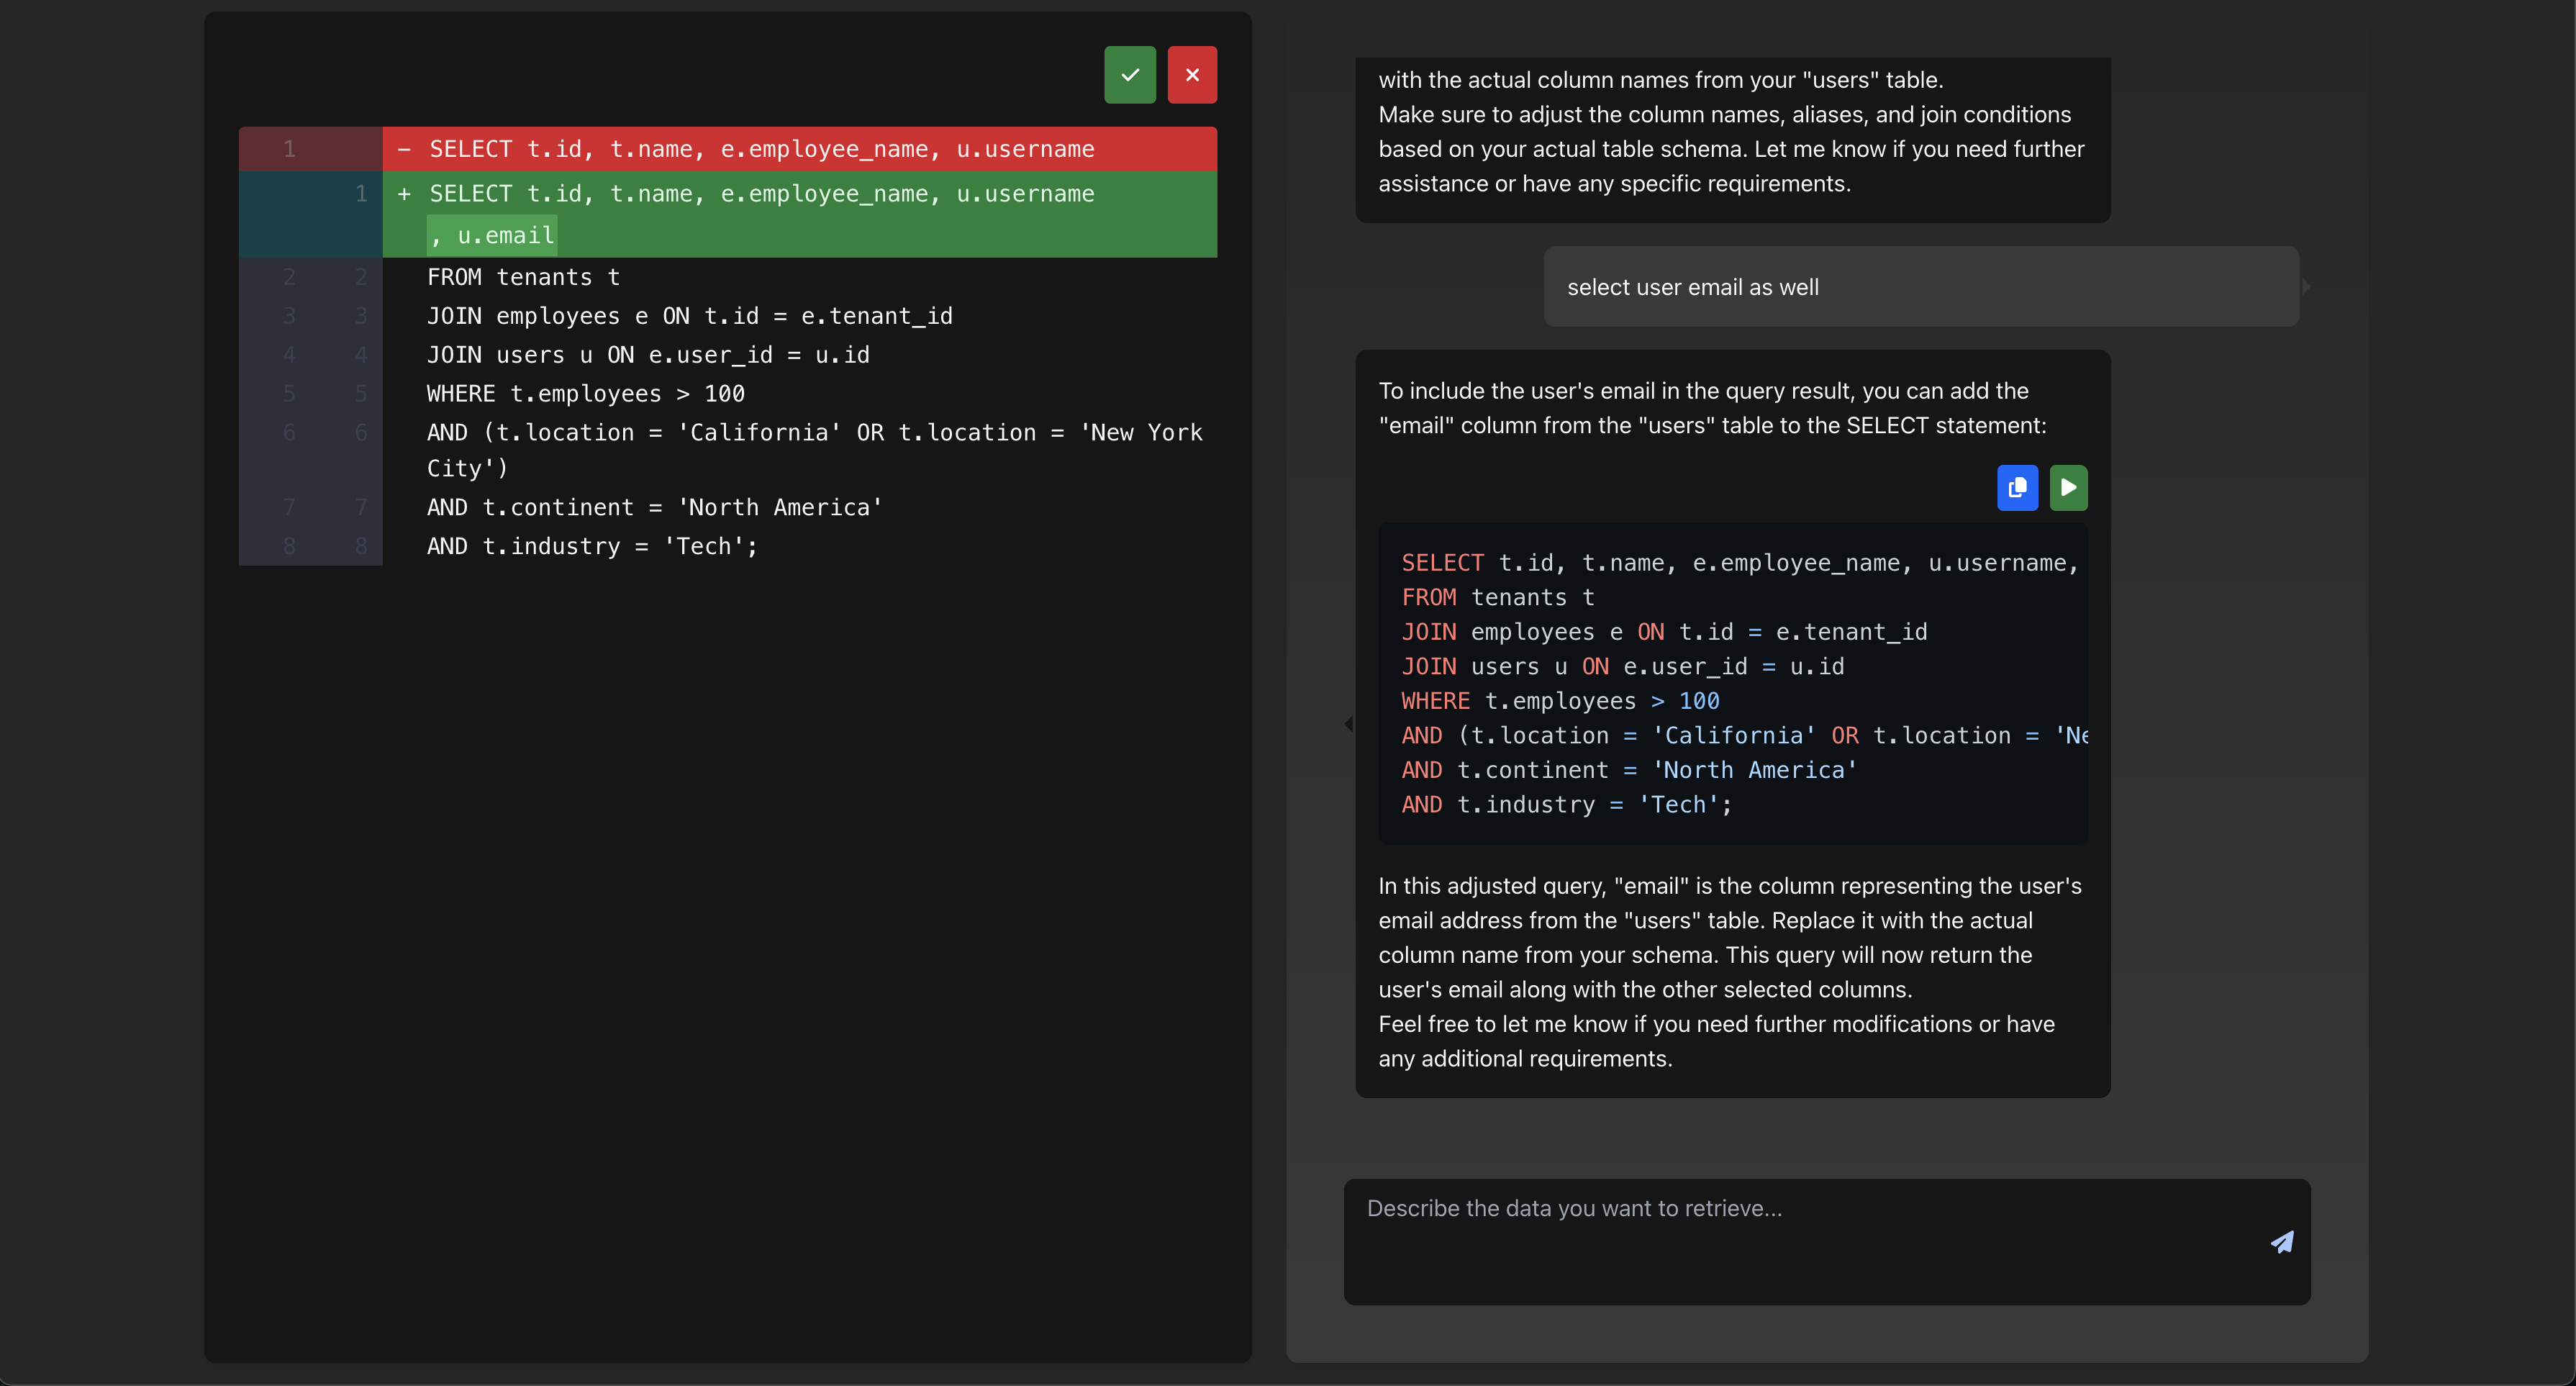 1 − SELECT t.id, t.name, e.employee_name, u.username
1 + SELECT t.id, t.name, e.employee_name, u.username
, u.email
2 2 FROM tenants t
3 3 JOIN employees e ON t.id = e.tenant_id
4 4 JOIN users u ON e.user_id = u.id
5 5 WHERE t.employees > 100
6 6 AND (t.location = 'California' OR t.location = 'New York
City')
7 7 AND t.continent = 'North America'
8 8 AND t.industry = 'Tech';
with the actual column names from your "users" table.
Make sure to adjust the column names, aliases, and join conditions
based on your actual table schema. Let me know if you need further
assistance or have any specific requirements.
select user email as well
To include the user's email in the query result, you can add the
"email" column from the "users" table to the SELECT statement:
SELECT t.id, t.name, e.employee_name, u.username,
FROM tenants t
JOIN employees e ON t.id = e.tenant_id
JOIN users u ON e.user_id = u.id
WHERE t.employees > 100
AND (t.location = 'California' OR t.location = 'Ne
AND t.continent = 'North America'
AND t.industry = 'Tech';
In this adjusted query, "email" is the column representing the user's
email address from the "users" table. Replace it with the actual
column name from your schema. This query will now return the
user's email along with the other selected columns.
Feel free to let me know if you need further modifications or have
any additional requirements.
Describe the data you want to retrieve...